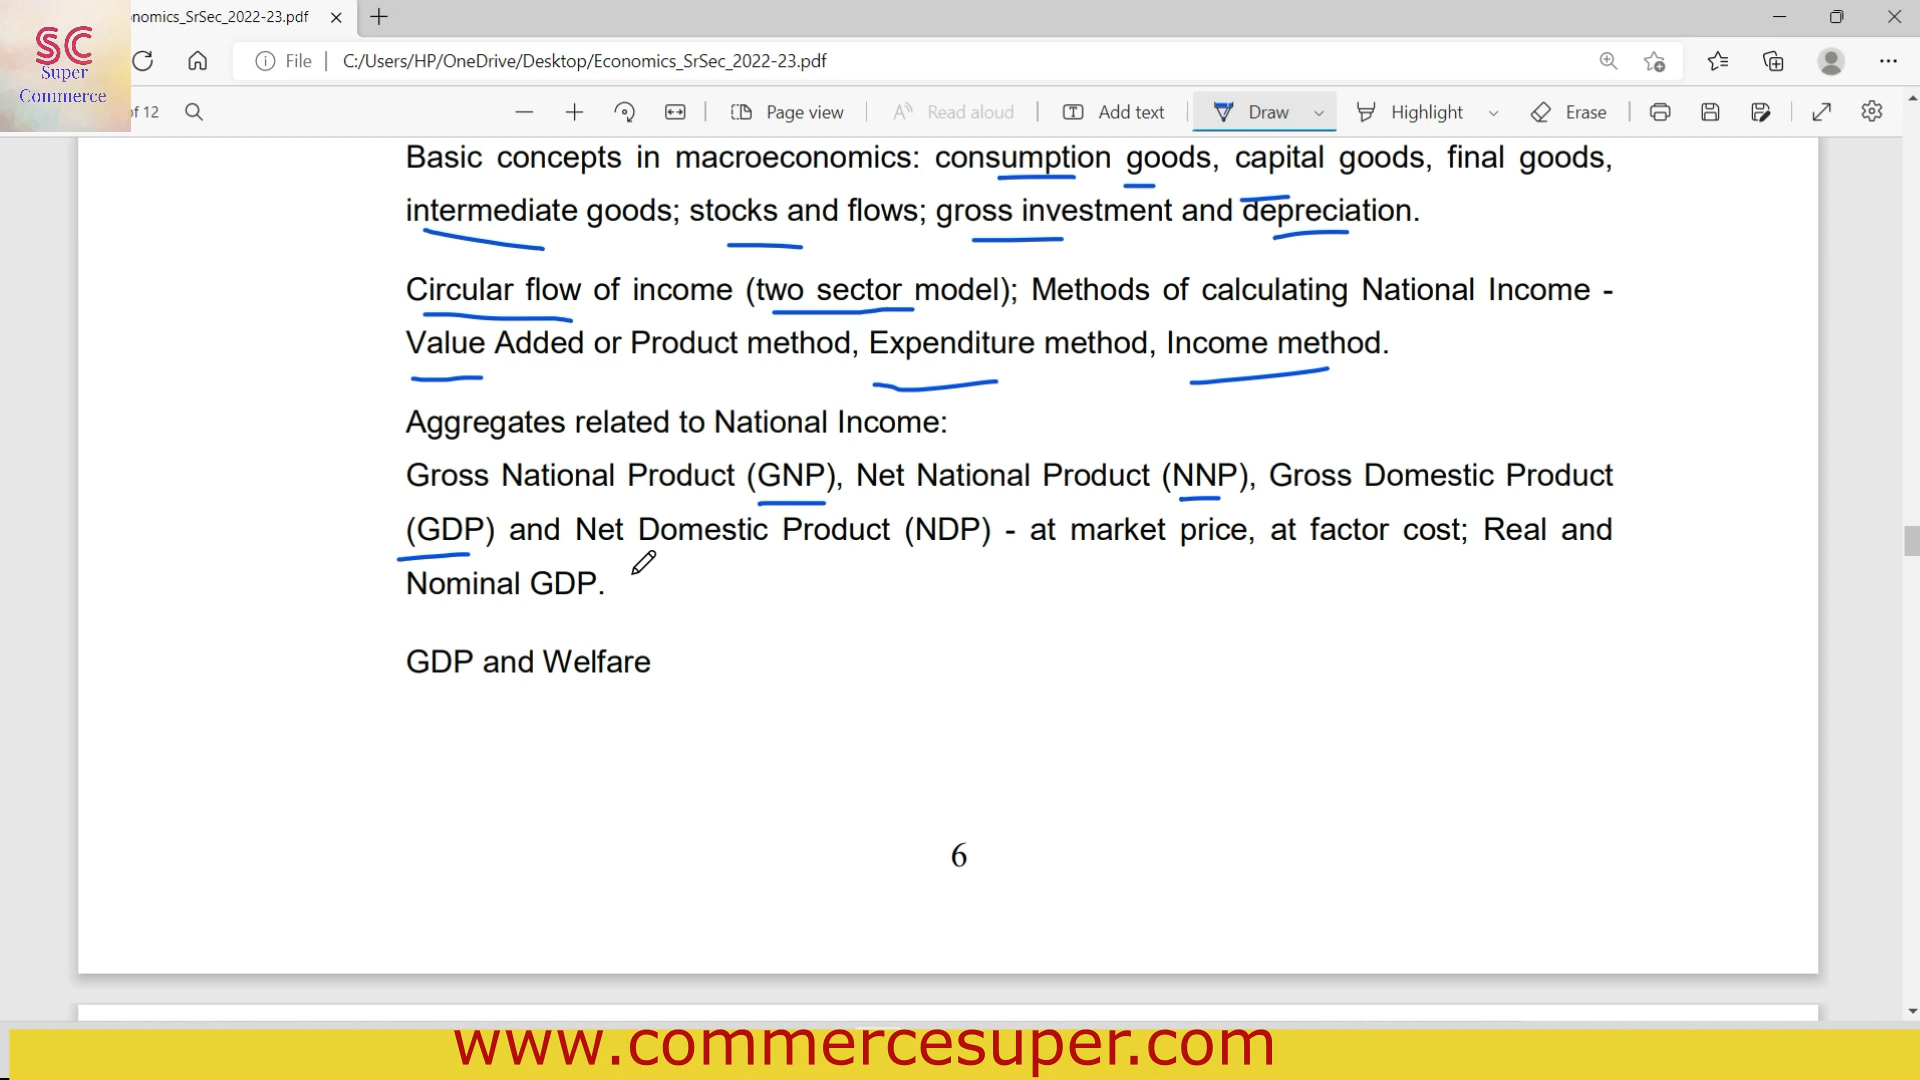 nomics_SrSec_2022-23.pdf
SC
Super
Commerce
File
C:/Users/HP/OneDrive/Desktop/Economics_SrSec_2022-23.pdf
of 12
Page view
Read aloud
Add text
Draw
Highlight
Erase
Basic concepts in macroeconomics: consumption goods, capital goods, final goods,
intermediate goods; stocks and flows; gross investment and depreciation.
Circular flow of income (two sector model); Methods of calculating National Income -
Value Added or Product method, Expenditure method, Income method.
Aggregates related to National Income:
Gross National Product (GNP), Net National Product (NNP), Gross Domestic Product
(GDP) and Net Domestic Product (NDP) - at market price, at factor cost; Real and
Nominal GDP.
GDP and Welfare
6
www.commercesuper.com